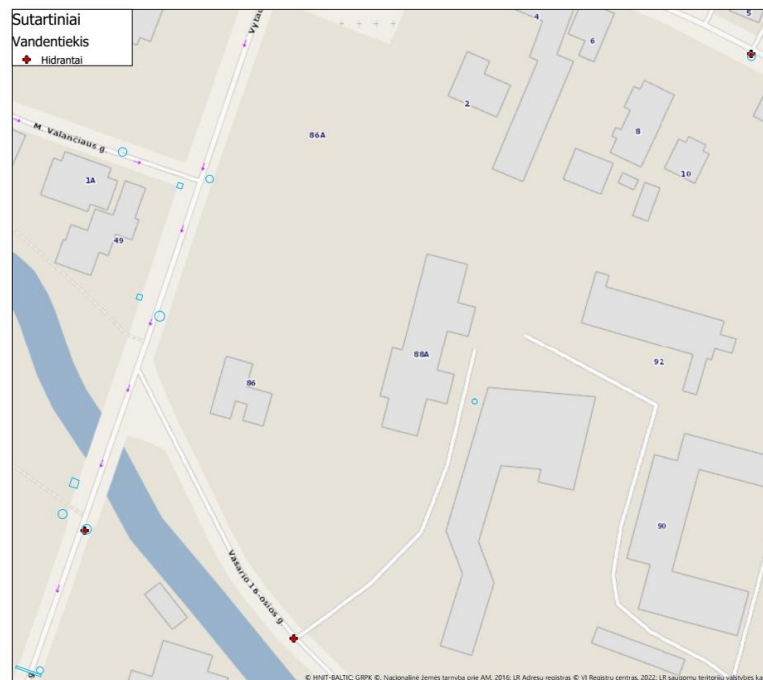 Sutartiniai
Vandentiekis
Hidrantai
4
5
6
2
86A
8
10
M. Valančiaus g.
1A
49
88A
92
86
90
Vasario 16-osios g.
g
© HNIT-BALTIC; GRPK ©, Nacionalinė žemės tarnyba prie AM, 2016; LR Adresų registras © VĮ Registrų centras, 2022; LR saugomų teritorijų valstybės ka